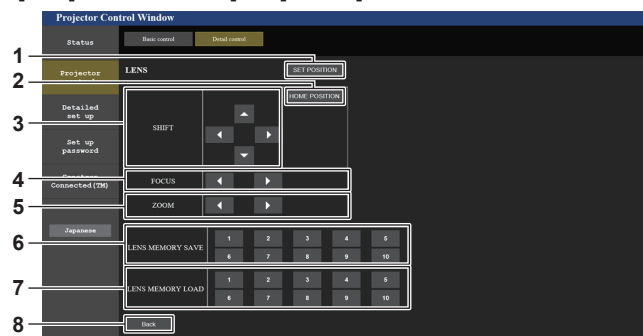 Projector Control Window
Status
Basic control
Detail control
1
LENS
SET POSITION
2
Projector
HOME POSITION
3
SHIFT
Detailed
set up
Set up
password
4
FOCUS
Connected(TM)
5
ZOOM
Japanese
6
LENS MEMORY SAVE
1 2 3 4 5
6 7 8 9 10
7
LENS MEMORY LOAD
1 2 3 4 5
6 7 8 9 10
8
Back